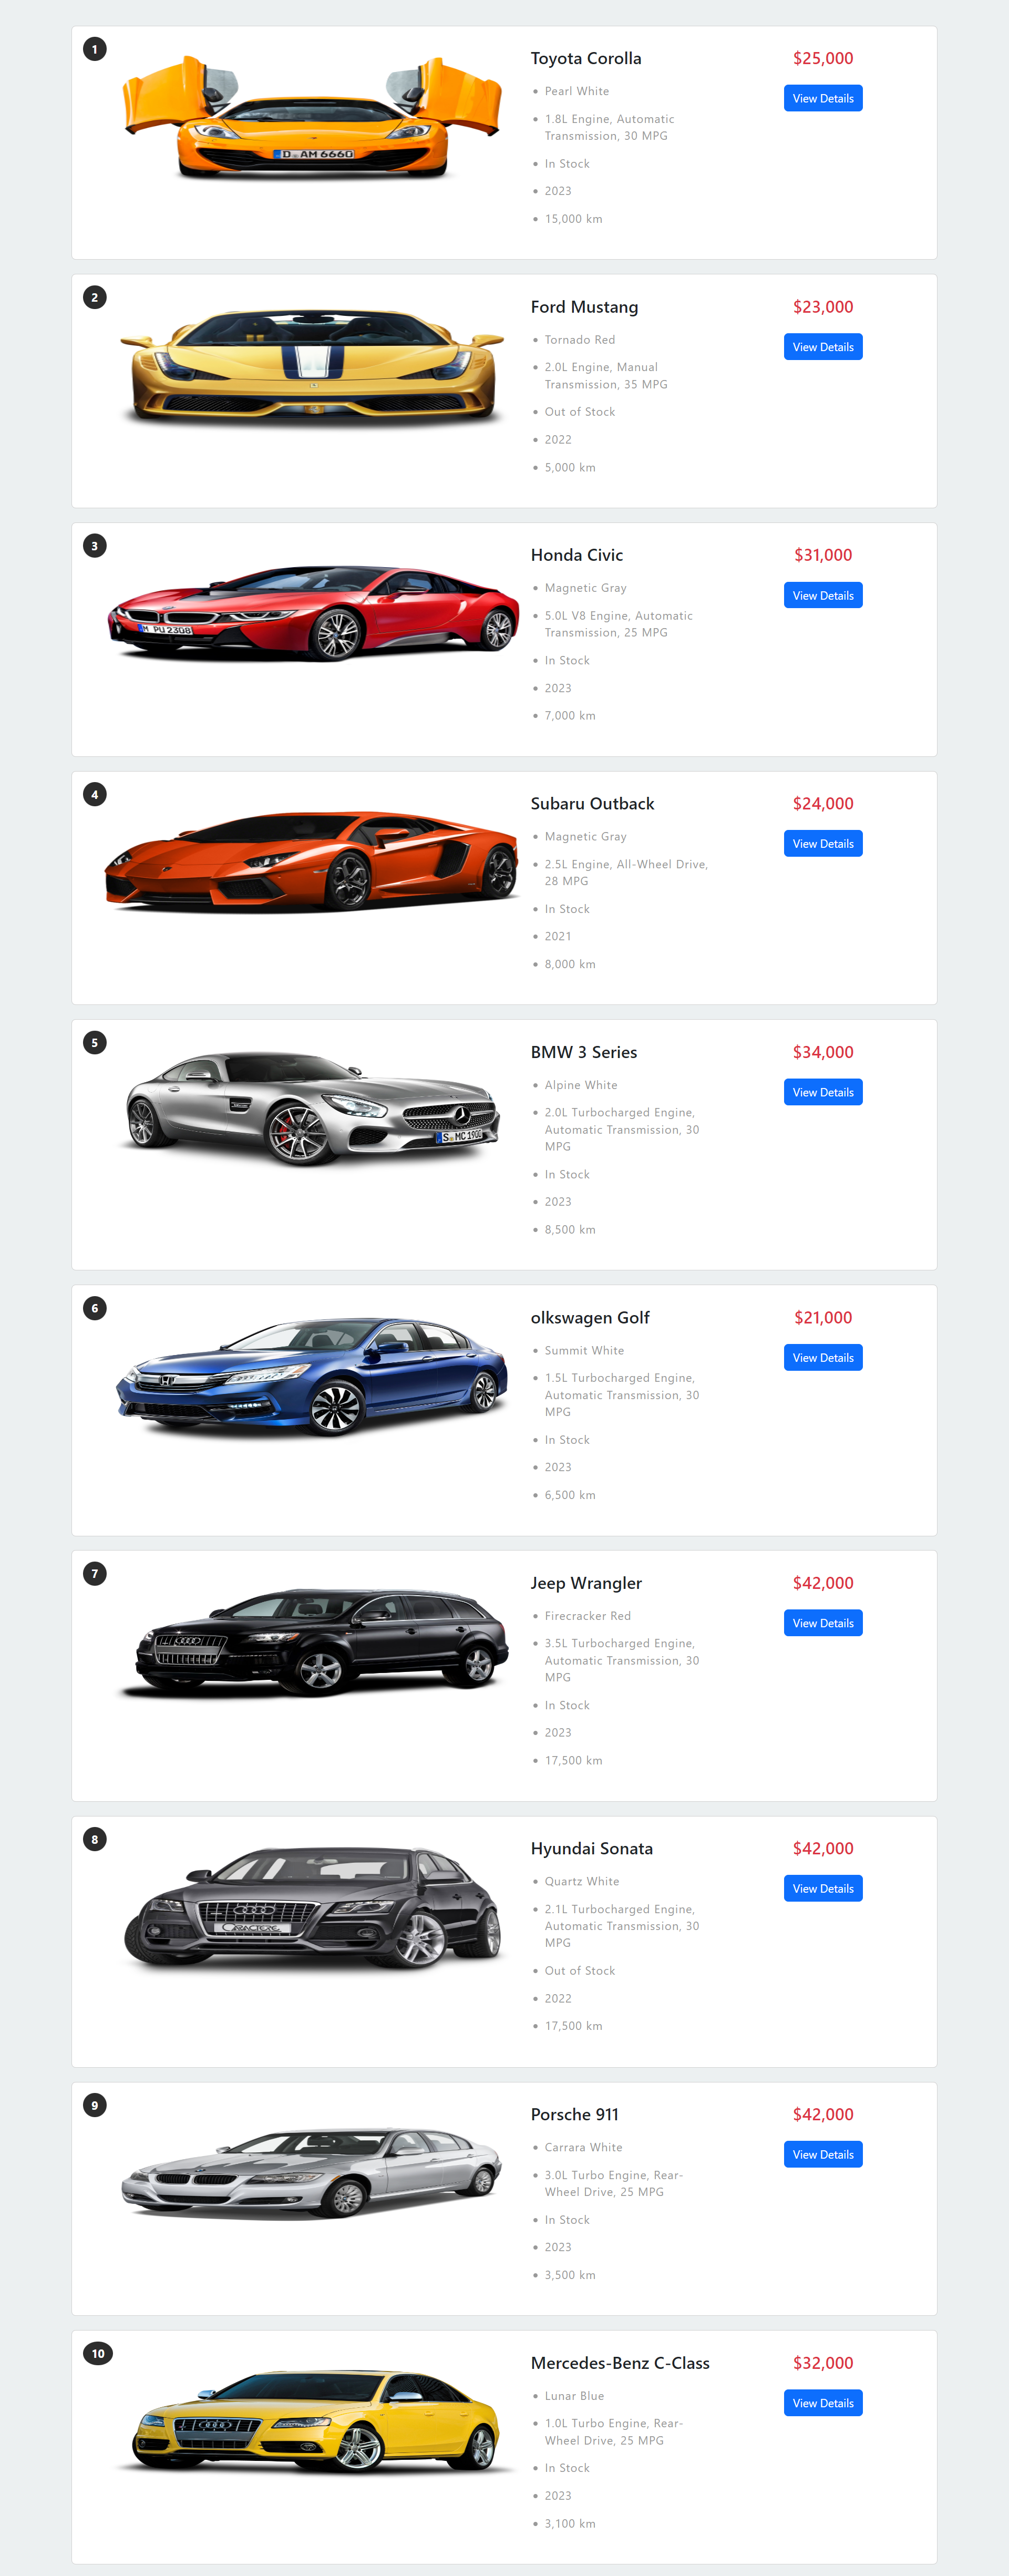 1
Toyota Corolla
$25,000
View Details
Pearl White
1.8L Engine, Automatic
Transmission, 30 MPG
In Stock
2023
15,000 km
D AM 6660
2
Ford Mustang
$23,000
View Details
Tornado Red
2.0L Engine, Manual
Transmission, 35 MPG
Out of Stock
2022
5,000 km
3
Honda Civic
$31,000
View Details
Magnetic Gray
5.0L V8 Engine, Automatic
Transmission, 25 MPG
In Stock
2023
7,000 km
M PU 2308
4
Subaru Outback
$24,000
View Details
Magnetic Gray
2.5L Engine, All-Wheel Drive,
28 MPG
In Stock
2021
8,000 km
5
BMW 3 Series
$34,000
View Details
Alpine White
2.0L Turbocharged Engine,
Automatic Transmission, 30
MPG
In Stock
2023
8,500 km
S MC 1900
6
olkswagen Golf
$21,000
View Details
Summit White
1.5L Turbocharged Engine,
Automatic Transmission, 30
MPG
In Stock
2023
6,500 km
7
Jeep Wrangler
$42,000
View Details
Firecracker Red
3.5L Turbocharged Engine,
Automatic Transmission, 30
MPG
In Stock
2023
17,500 km
8
Hyundai Sonata
$42,000
View Details
Quartz White
2.1L Turbocharged Engine,
Automatic Transmission, 30
MPG
Out of Stock
2022
17,500 km
CARACTERE
9
Porsche 911
$42,000
View Details
Carrara White
3.0L Turbo Engine, Rear-
Wheel Drive, 25 MPG
In Stock
2023
3,500 km
10
Mercedes-Benz C-Class
$32,000
View Details
Lunar Blue
1.0L Turbo Engine, Rear-
Wheel Drive, 25 MPG
In Stock
2023
3,100 km